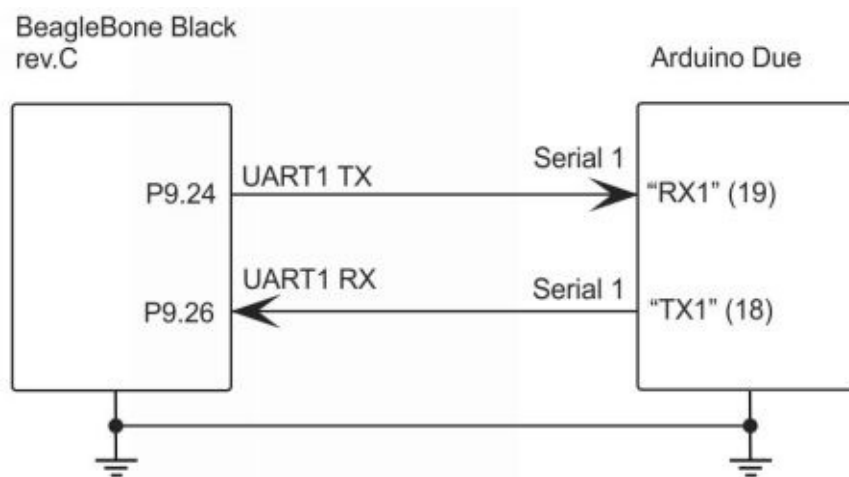 BeagleBone Black
rev.C
Arduino Due
Serial 1
P9.24
UART1 TX
“RX1” (19)
UART1 RX
Serial 1
P9.26
“TX1” (18)